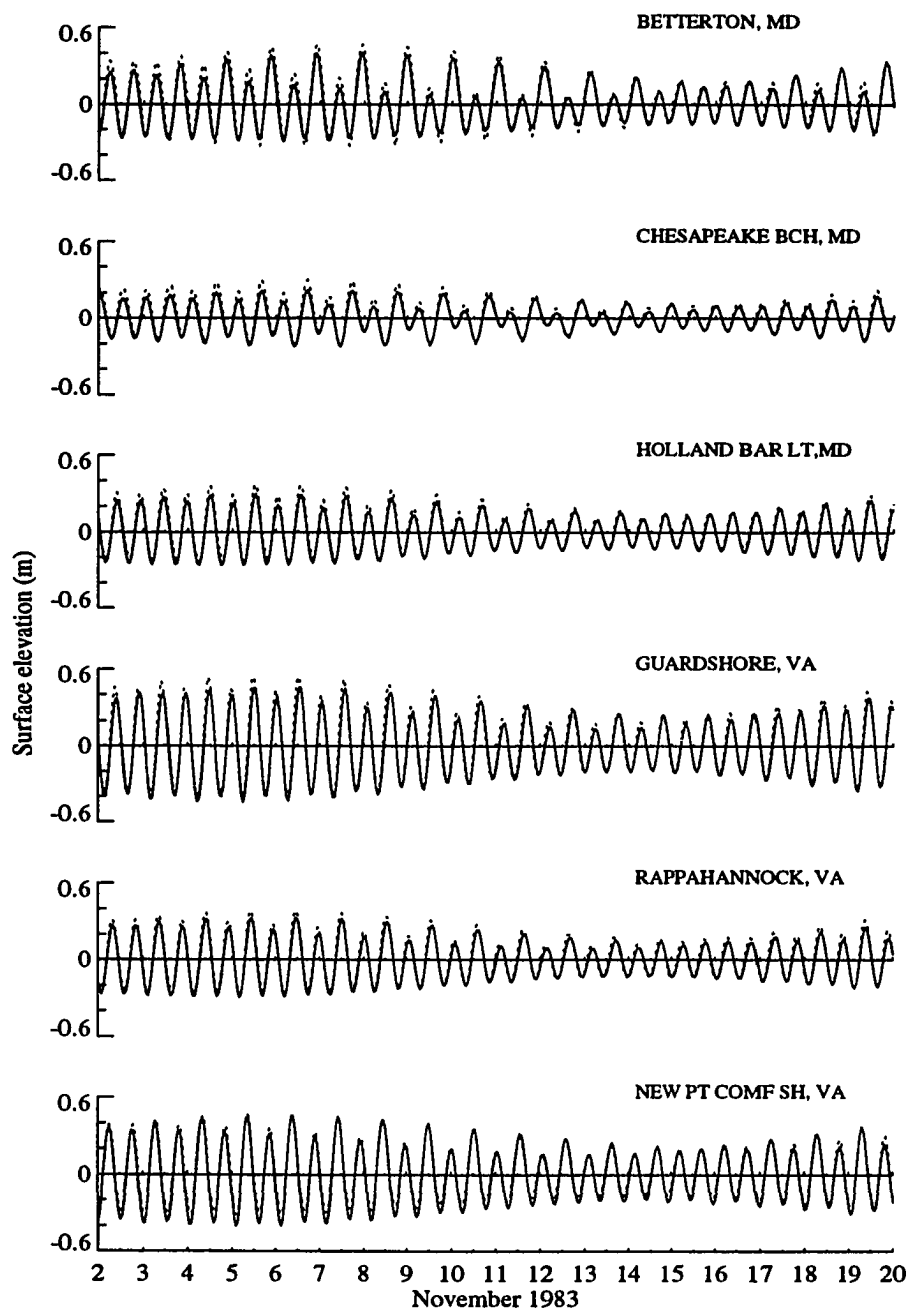 BETTERTON, MD
0.6
0
-0.6
CHESAPEAKE BCH, MD
0.6
0
-0.6
HOLLAND BAR LT,MD
0.6
0
-0.6
GUARDSHORE, VA
0.6
0
-0.6
RAPPAHANNOCK, VA
0.6
0
-0.6
NEW PT COMF SH, VA
0.6
0
-0.6
Surface elevation (m)
2 3 4 5 6 7 8 9 10 11 12 13 14 15 16 17 18 19 20
November 1983